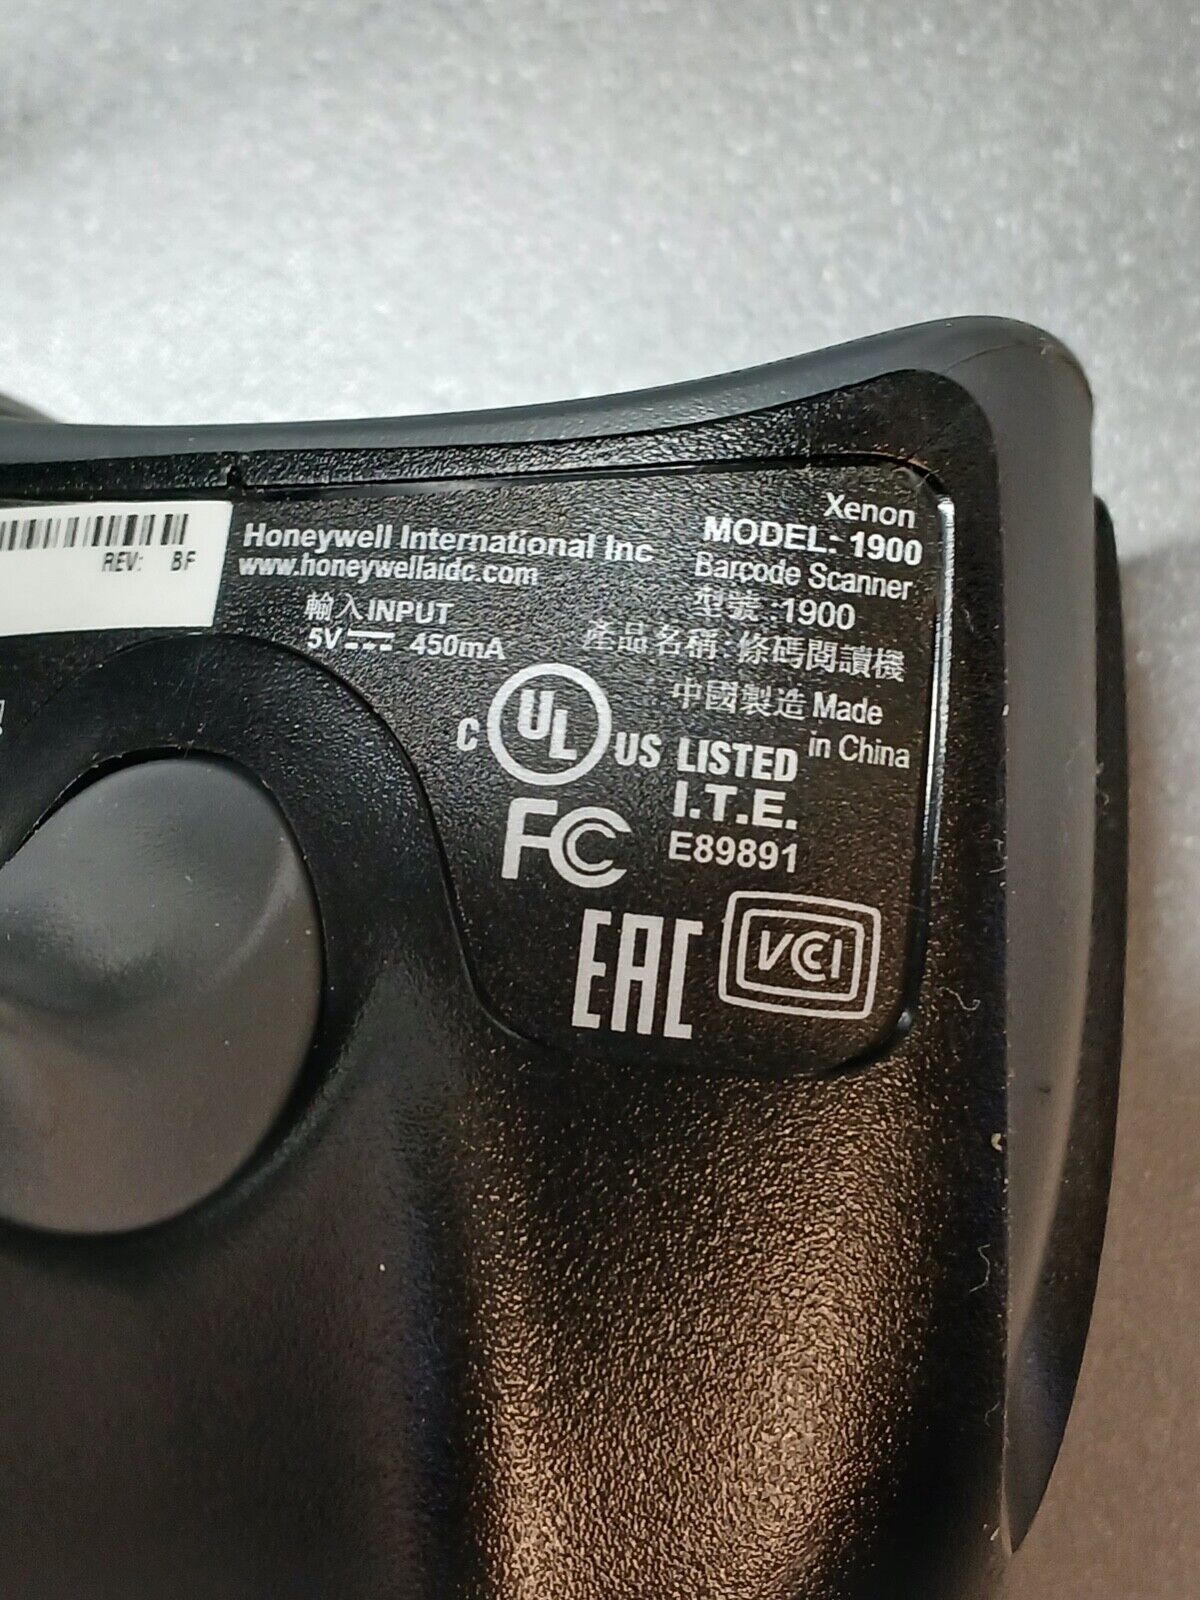 Xenon
Honeywell International Inc
MODEL: 1900
www.honeywellaidc.com
Barcode Scanner
REV: BF
輸入INPUT
型號:1900
5V 450mA
產品名稱:條碼閱讀機
中國製造 Made
in China
C UL US LISTED
I.T.E.
FC
E89891
EAC
VCCI